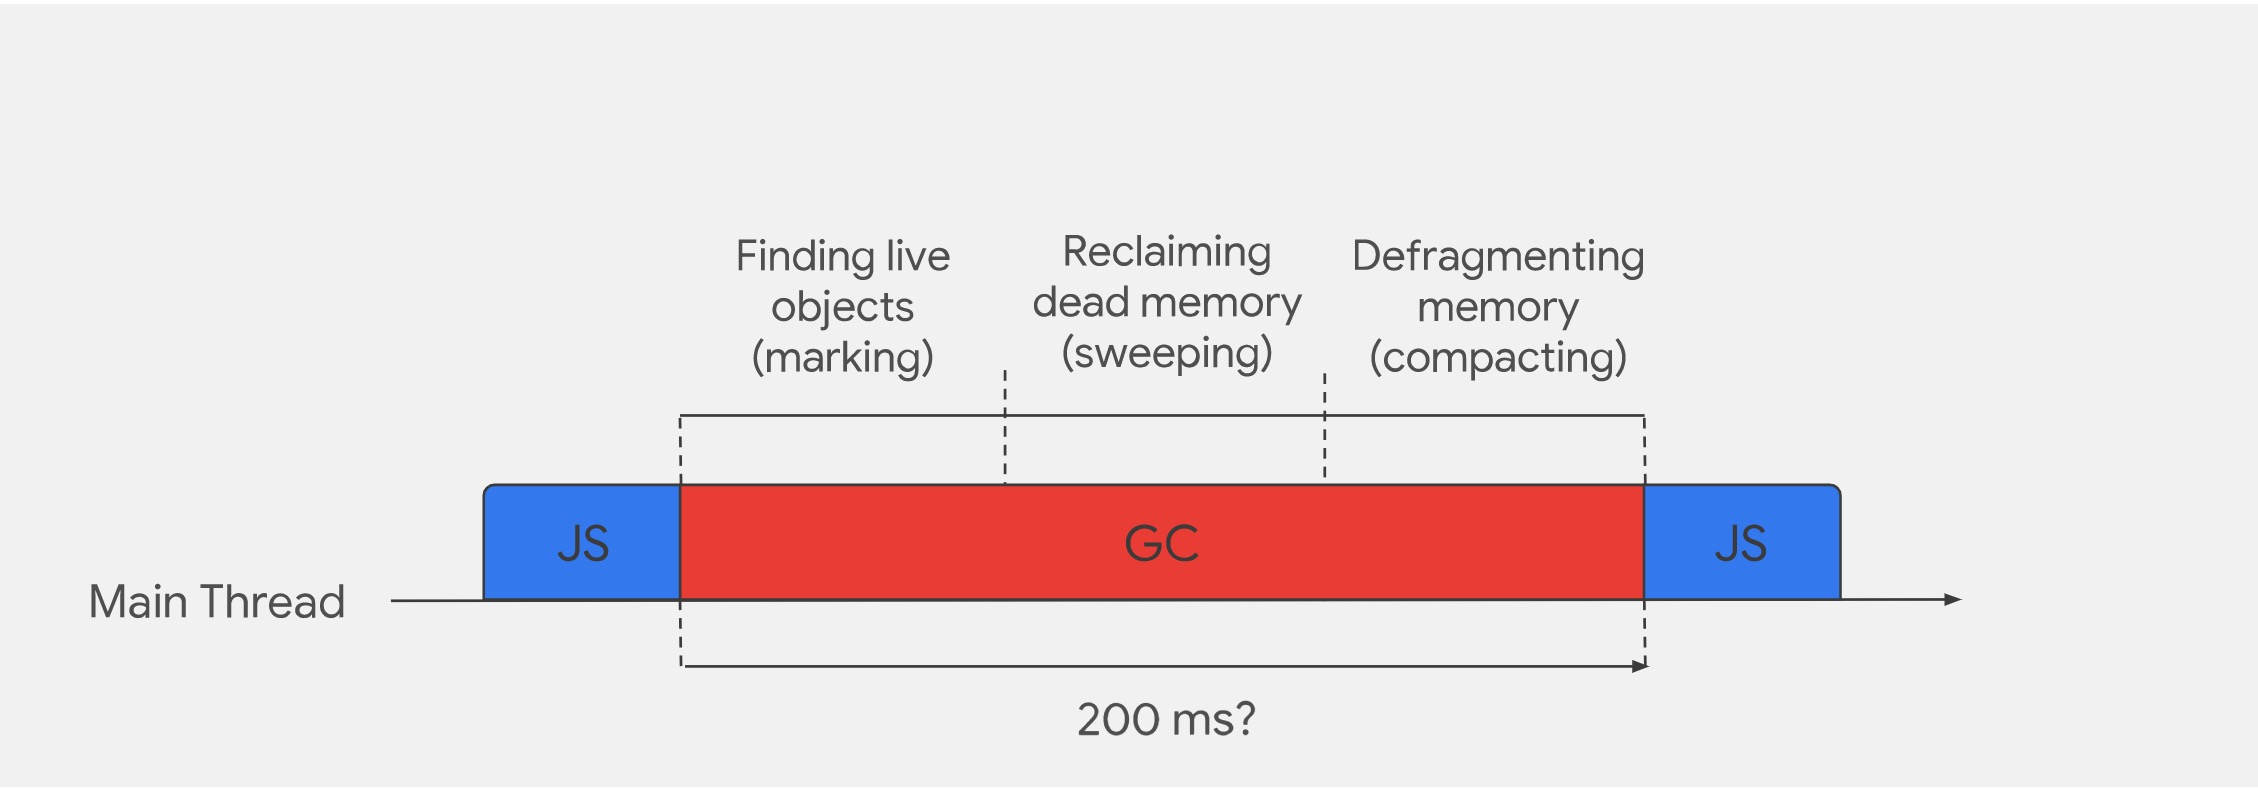 Finding live
objects
(marking)
Reclaiming
dead memory
(sweeping)
Defragmenting
memory
(compacting)
JS
GC
JS
Main Thread
200 ms?